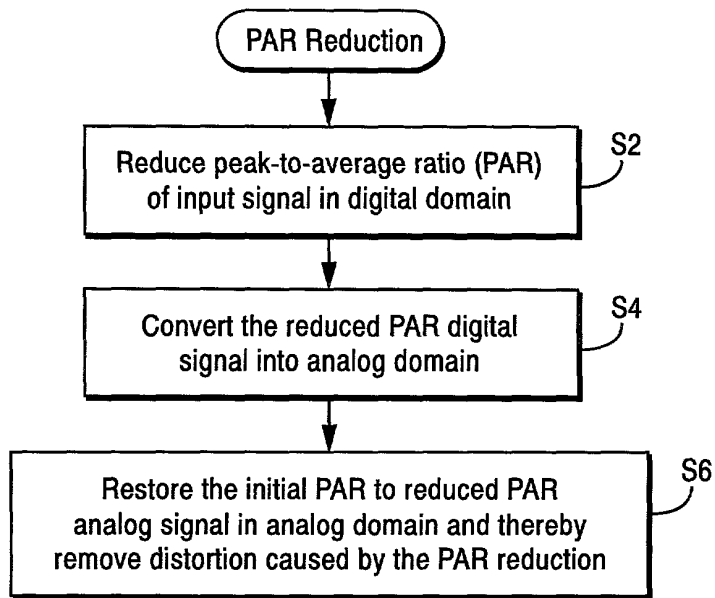 PAR Reduction
Reduce peak-to-average ratio (PAR)
of input signal in digital domain
S2
Convert the reduced PAR digital
signal into analog domain
S4
Restore the initial PAR to reduced PAR
analog signal in analog domain and thereby
remove distortion caused by the PAR reduction
S6